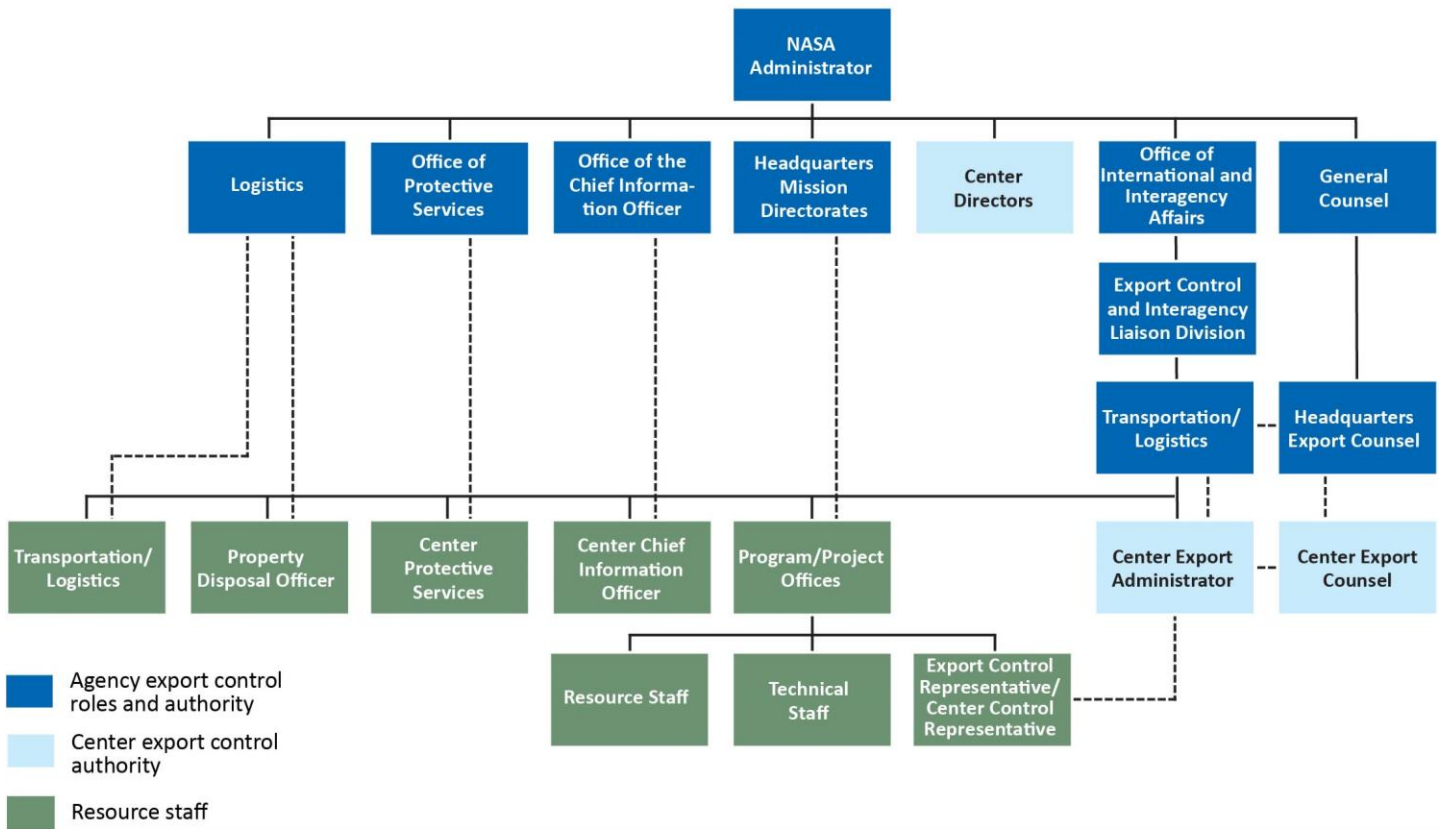 NASA
Administrator
Logistics
Office of
Protective
Services
Office of the
Chief Informa-
tion Officer
Headquarters
Mission
Directorates
Center
Directors
Office of
International and
Interagency
Affairs
General
Counsel
Export Control
and Interagency
Liaison Division
Transportation/
Logistics
Headquarters
Export Counsel
Transportation/
Logistics
Property
Disposal Officer
Center
Protective
Services
Center Chief
Information
Officer
Program/Project
Offices
Center Export
Administrator
Center Export
Counsel
Resource Staff
Technical
Staff
Export Control
Representative/
Center Control
Representative
Agency export control
roles and authority
Center export control
authority
Resource staff